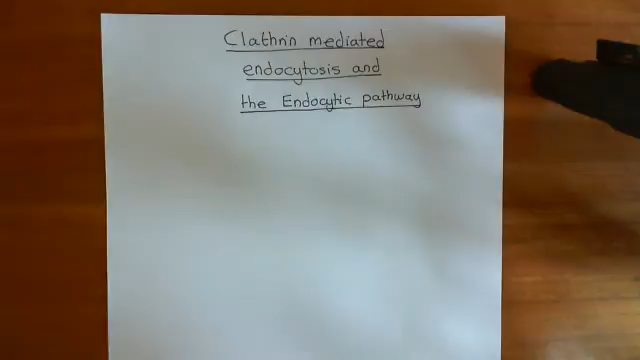 Clathrin mediated
endocytosis and
the Endocytic pathway